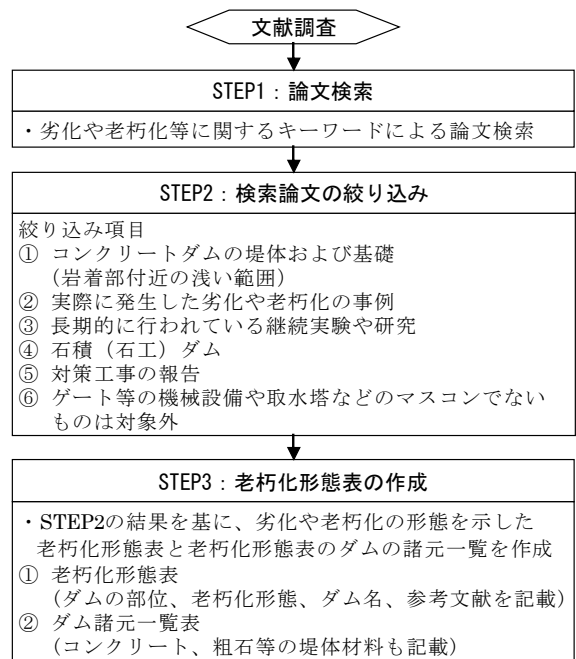 文献調査
STEP1：論文検索
・劣化や老朽化等に関するキーワードによる論文検索
STEP2：検索論文の絞り込み
絞り込み項目
① コンクリートダムの堤体および基礎
（岩着部付近の浅い範囲）
② 実際に発生した劣化や老朽化の事例
③ 長期的に行われている継続実験や研究
④ 石積（石工）ダム
⑤ 対策工事の報告
⑥ ゲート等の機械設備や取水塔などのマスコンでない
ものは対象外
STEP3：老朽化形態表の作成
・STEP2の結果を基に、劣化や老朽化の形態を示した
老朽化形態表と老朽化形態表のダムの諸元一覧を作成
① 老朽化形態表
（ダムの部位、老朽化形態、ダム名、参考文献を記載）
② ダム諸元一覧表
（コンクリート、粗石等の堤体材料も記載）